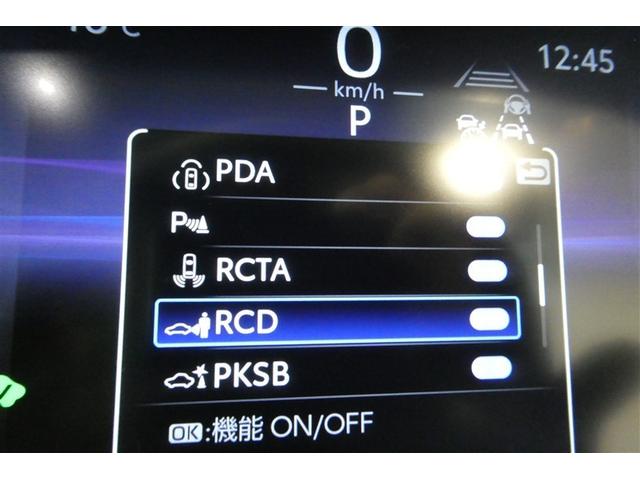 °C
0
km/h
12:45
P
PDA
P
RCTA
RCD
PKSB
OK:機能 ON/OFF